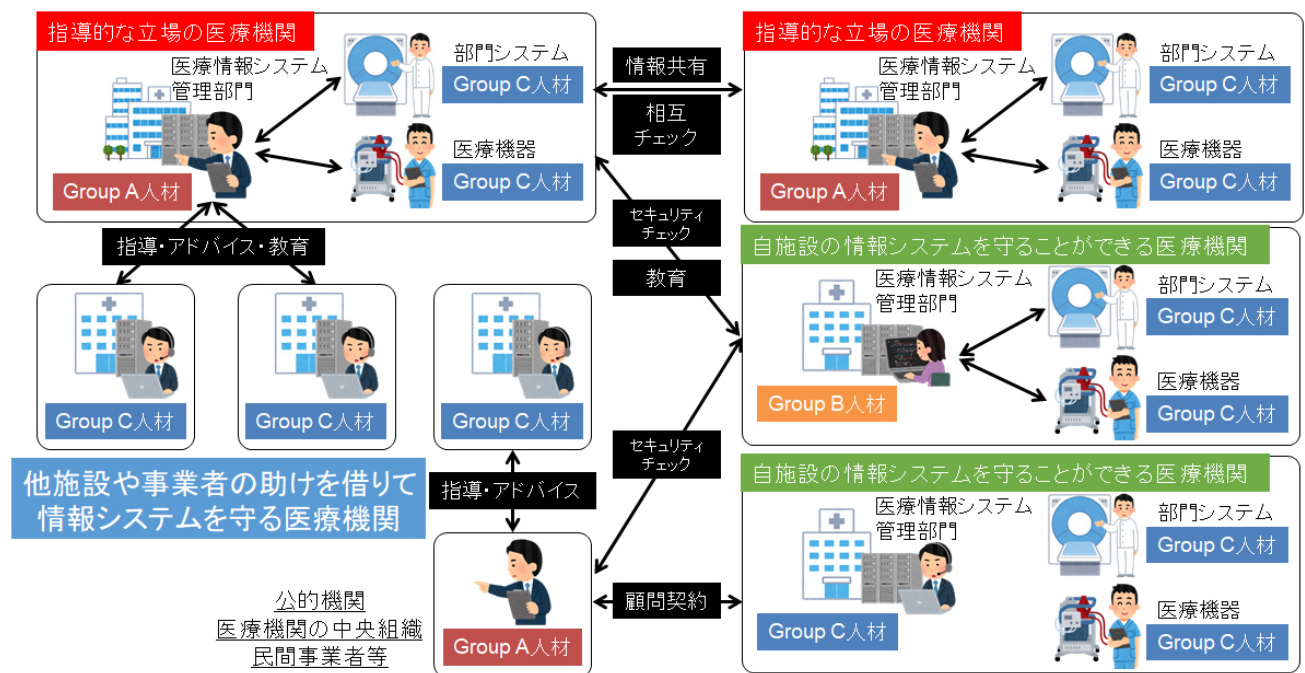 指導的な立場の医療機関
医療情報システム
管理部門
部門システム
Group C人材
医療機器
Group C人材
Group A人材
情報共有
相互
チェック
指導的な立場の医療機関
医療情報システム
管理部門
部門システム
Group C人材
医療機器
Group C人材
Group A人材
指導・アドバイス・教育
セキュリティ
チェック
教育
Group C人材
Group C人材
Group C人材
自施設の情報システムを守ることができる医療機関
医療情報システム
管理部門
部門システム
Group C人材
医療機器
Group C人材
Group B人材
他施設や事業者の助けを借りて
情報システムを守る医療機関
指導・アドバイス
セキュリティ
チェック
自施設の情報システムを守ることができる医療機関
医療情報システム
管理部門
部門システム
Group C人材
医療機器
Group C人材
Group C人材
公的機関
医療機関の中央組織
民間事業者等
Group A人材
顧問契約